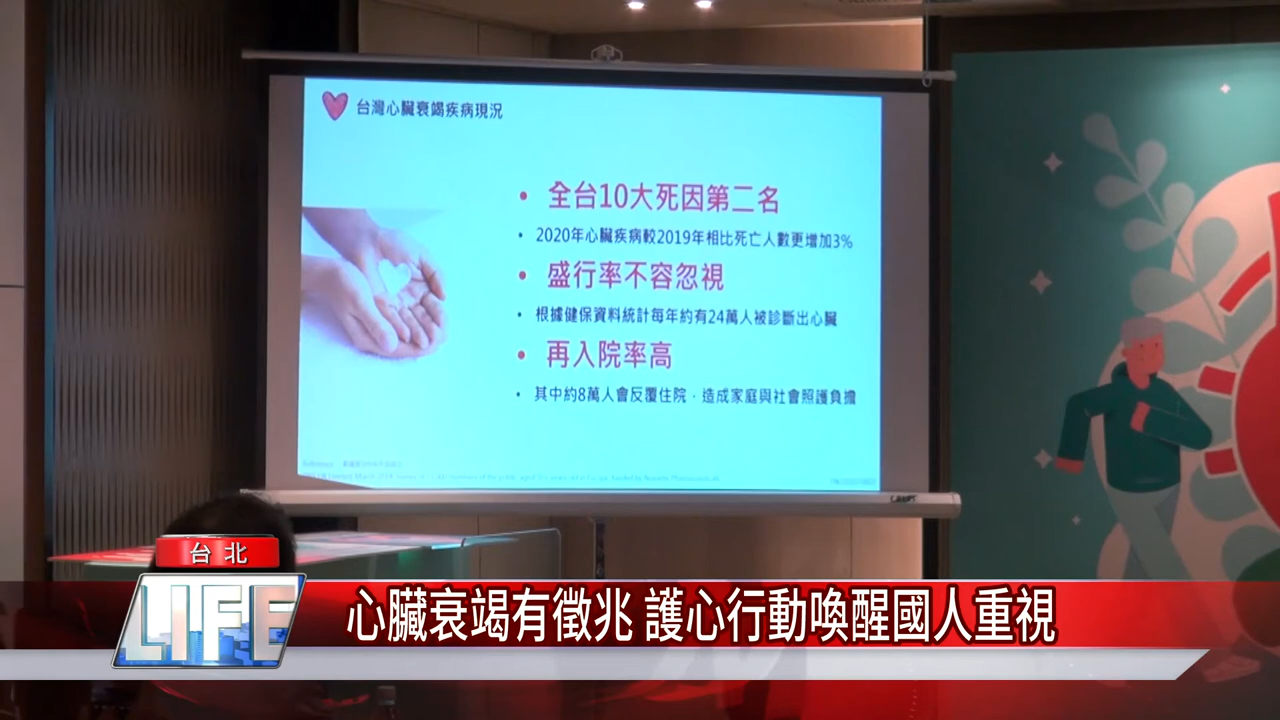 台灣心臟衰竭疾病現況
• 全台10大死因第二名
• 2020年心臟疾病較2019年相比死亡人數更增加3%
• 盛行率不容忽視
• 根據健保資料統計每年約有24萬人被診斷出心臟
• 再入院率高
• 其中約8萬人會反覆住院，造成家庭與社會照護負擔
台北
LIFE
心臟衰竭有徵兆 護心行動喚醒國人重視